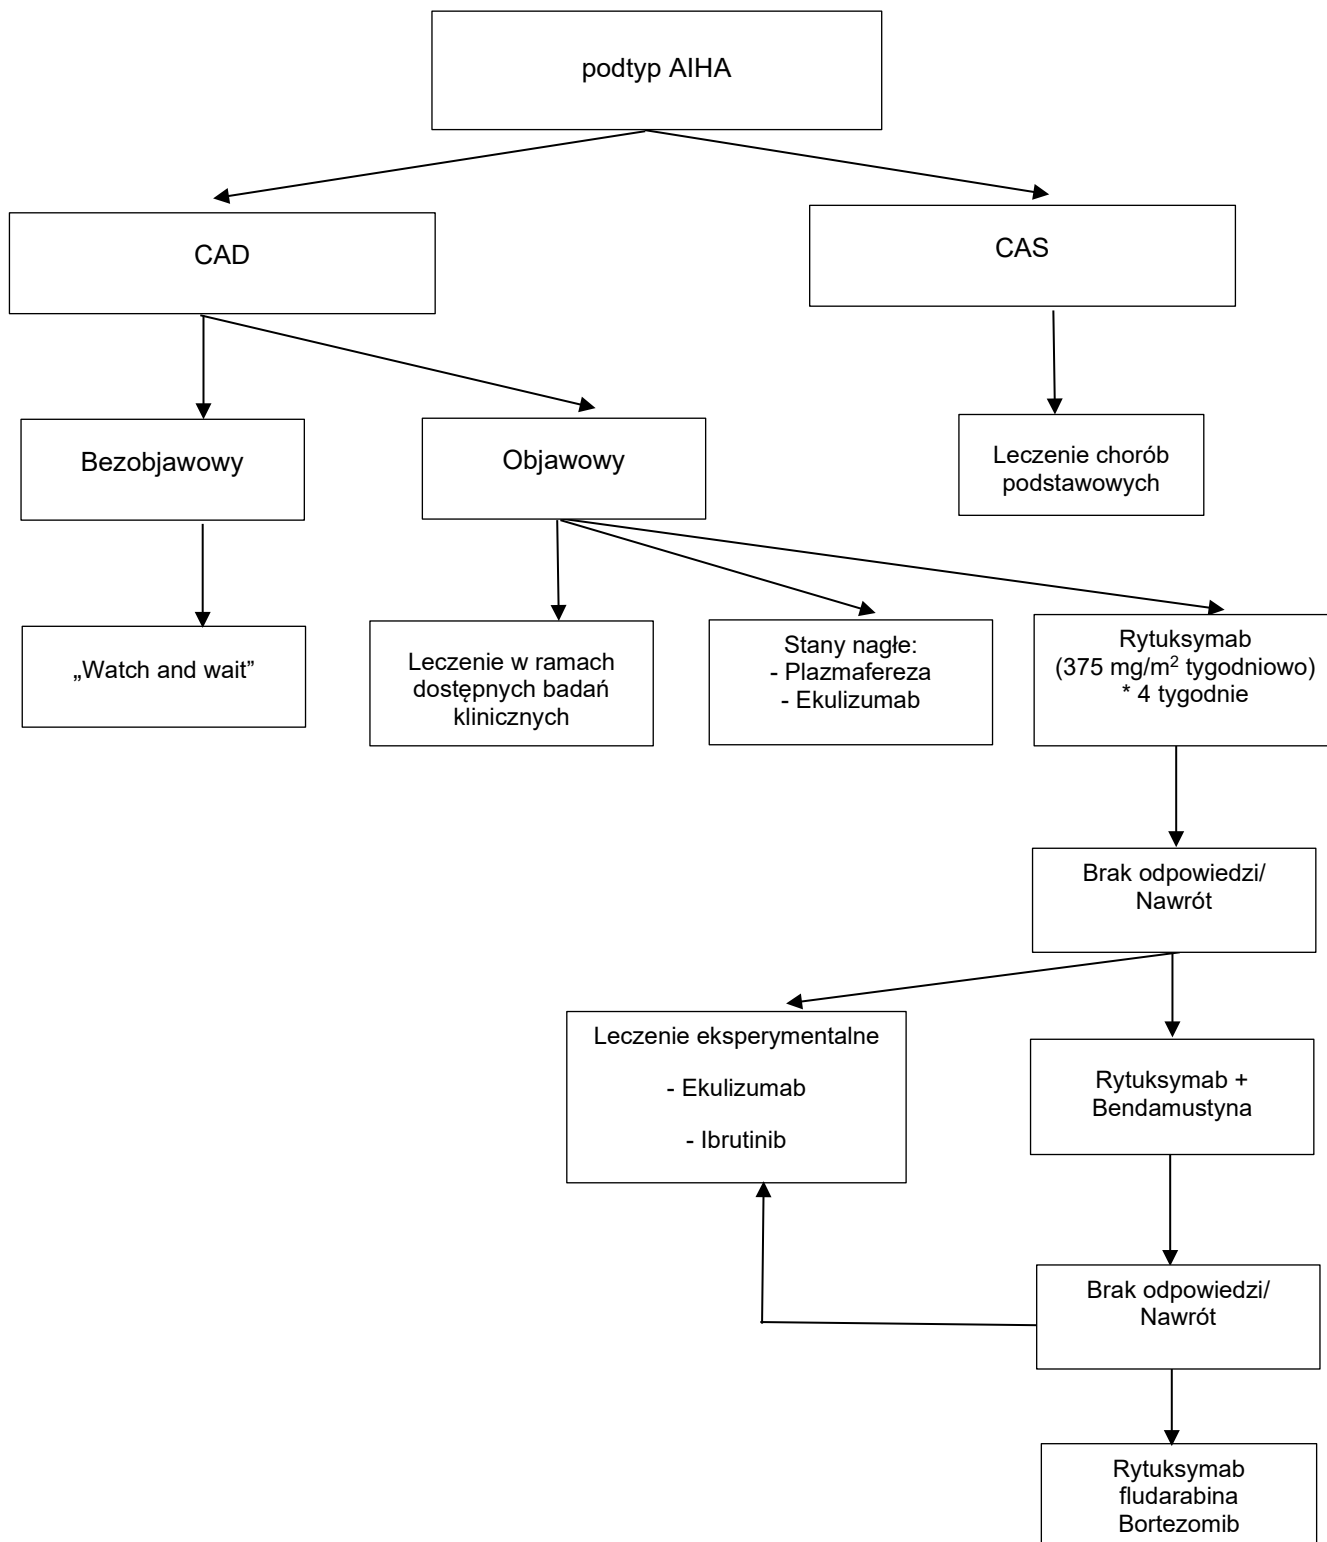 podtyp AIHA
CAD
CAS
Bezobjawowy
Objawowy
Leczenie chorób
podstawowych
„Watch and wait”
Leczenie w ramach
dostępnych badań
klinicznych
Stany nagłe:
- Plazmafereza
- Ekulizumab
Rytuksymab
(375 mg/m² tygodniowo)
* 4 tygodnie
Brak odpowiedzi/
Nawrót
Leczenie eksperymentalne
- Ekulizumab
- Ibrutinib
Rytuksymab +
Bendamustyna
Brak odpowiedzi/
Nawrót
Rytuksymab
fludarabina
Bortezomib